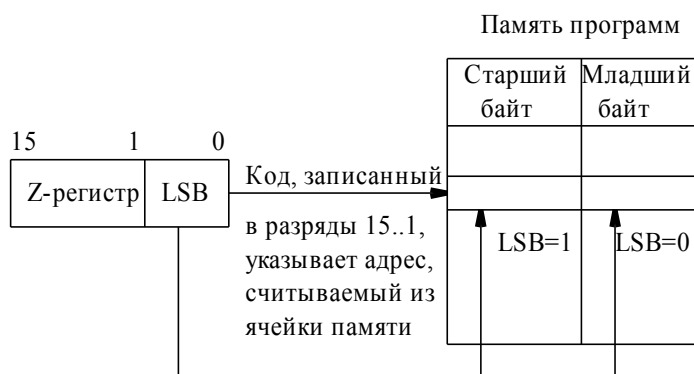 Память программ
Старший Младший
байт байт
15 1 0
Z-регистр LSB
Код, записанный
в разряды 15..1,
указывает адрес,
считываемый из
ячейки памяти
LSB=1 LSB=0